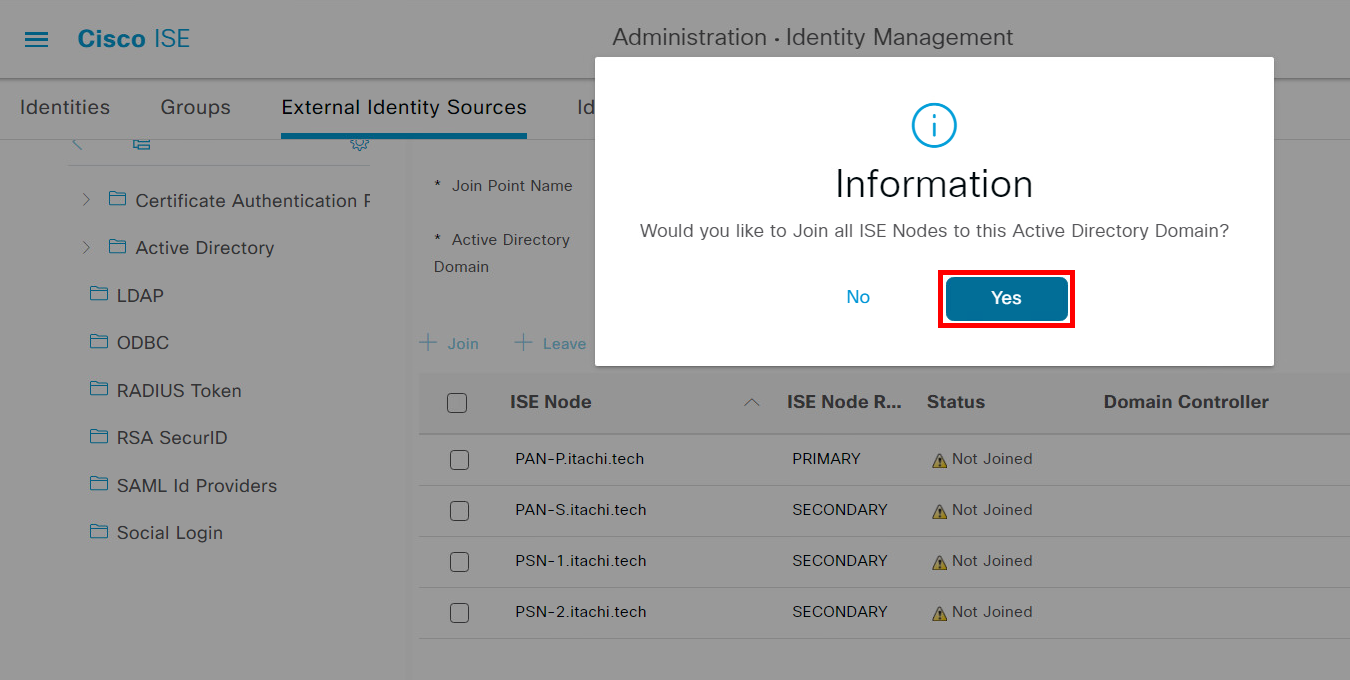 Cisco ISE
Administration · Identity Management
Identities Groups External Identity Sources Id
Certificate Authentication F
Active Directory
LDAP
ODBC
RADIUS Token
RSA SecurID
SAML Id Providers
Social Login
* Join Point Name
* Active Directory
Domain
Information
Would you like to Join all ISE Nodes to this Active Directory Domain?
No Yes
+ Join + Leave
ISE Node ISE Node R... Status Domain Controller
PAN-P.itachi.tech PRIMARY Not Joined
PAN-S.itachi.tech SECONDARY Not Joined
PSN-1.itachi.tech SECONDARY Not Joined
PSN-2.itachi.tech SECONDARY Not Joined